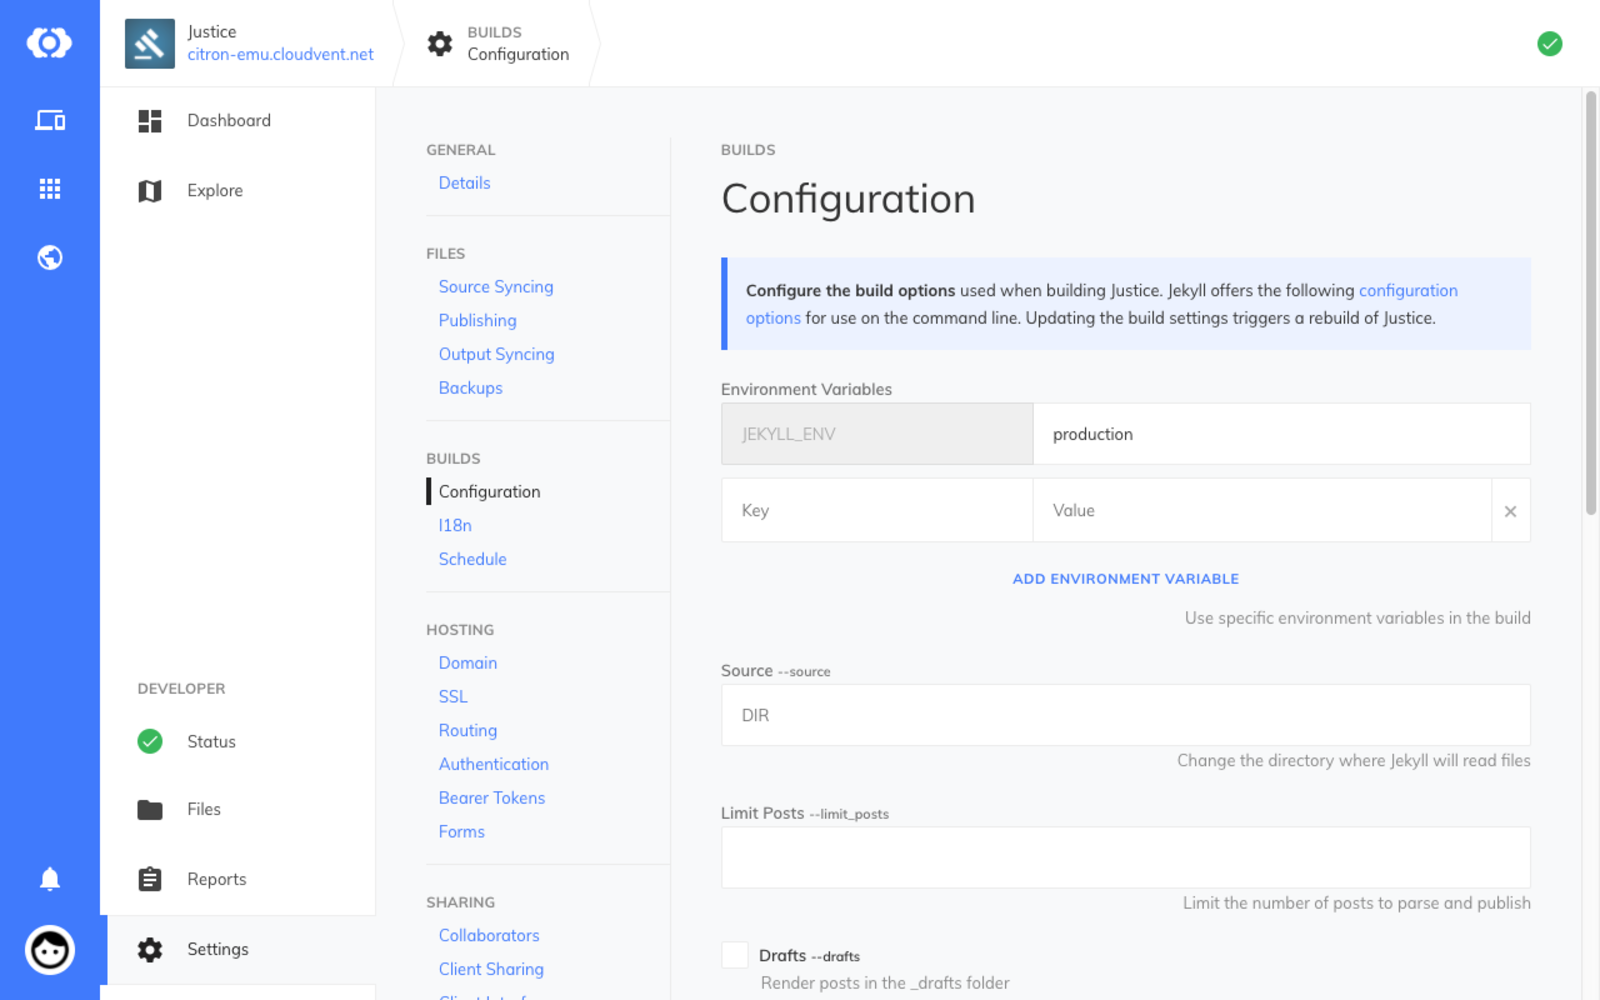 Justice
citron-emu.cloudvent.net
BUILDS
Configuration
Dashboard
Explore
DEVELOPER
Status
Files
Reports
Settings
GENERAL
Details
FILES
Source Syncing
Publishing
Output Syncing
Backups
BUILDS
Configuration
I18n
Schedule
HOSTING
Domain
SSL
Routing
Authentication
Bearer Tokens
Forms
SHARING
Collaborators
Client Sharing
BUILDS
Configuration
Configure the build options used when building Justice. Jekyll offers the following configuration
options for use on the command line. Updating the build settings triggers a rebuild of Justice.
Environment Variables
JEKYLL_ENV production
Key Value
ADD ENVIRONMENT VARIABLE
Use specific environment variables in the build
Source --source
DIR
Change the directory where Jekyll will read files
Limit Posts --limit_posts
Limit the number of posts to parse and publish
Drafts --drafts
Render posts in the _drafts folder